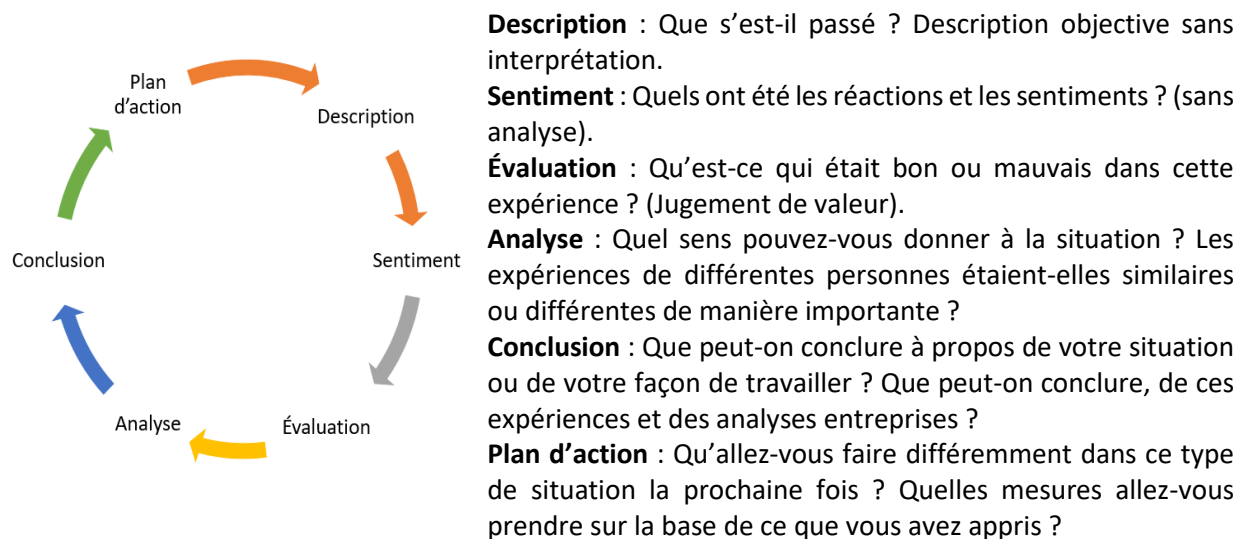 Plan
d’action
Description
Sentiment
Évaluation
Analyse
Conclusion
Description : Que s’est-il passé ? Description objective sans
interprétation.
Sentiment : Quels ont été les réactions et les sentiments ? (sans
analyse).
Évaluation : Qu’est-ce qui était bon ou mauvais dans cette
expérience ? (Jugement de valeur).
Analyse : Quel sens pouvez-vous donner à la situation ? Les
expériences de différentes personnes étaient-elles similaires
ou différentes de manière importante ?
Conclusion : Que peut-on conclure à propos de votre situation
ou de votre façon de travailler ? Que peut-on conclure, de ces
expériences et des analyses entreprises ?
Plan d’action : Qu’allez-vous faire différemment dans ce type
de situation la prochaine fois ? Quelles mesures allez-vous
prendre sur la base de ce que vous avez appris ?